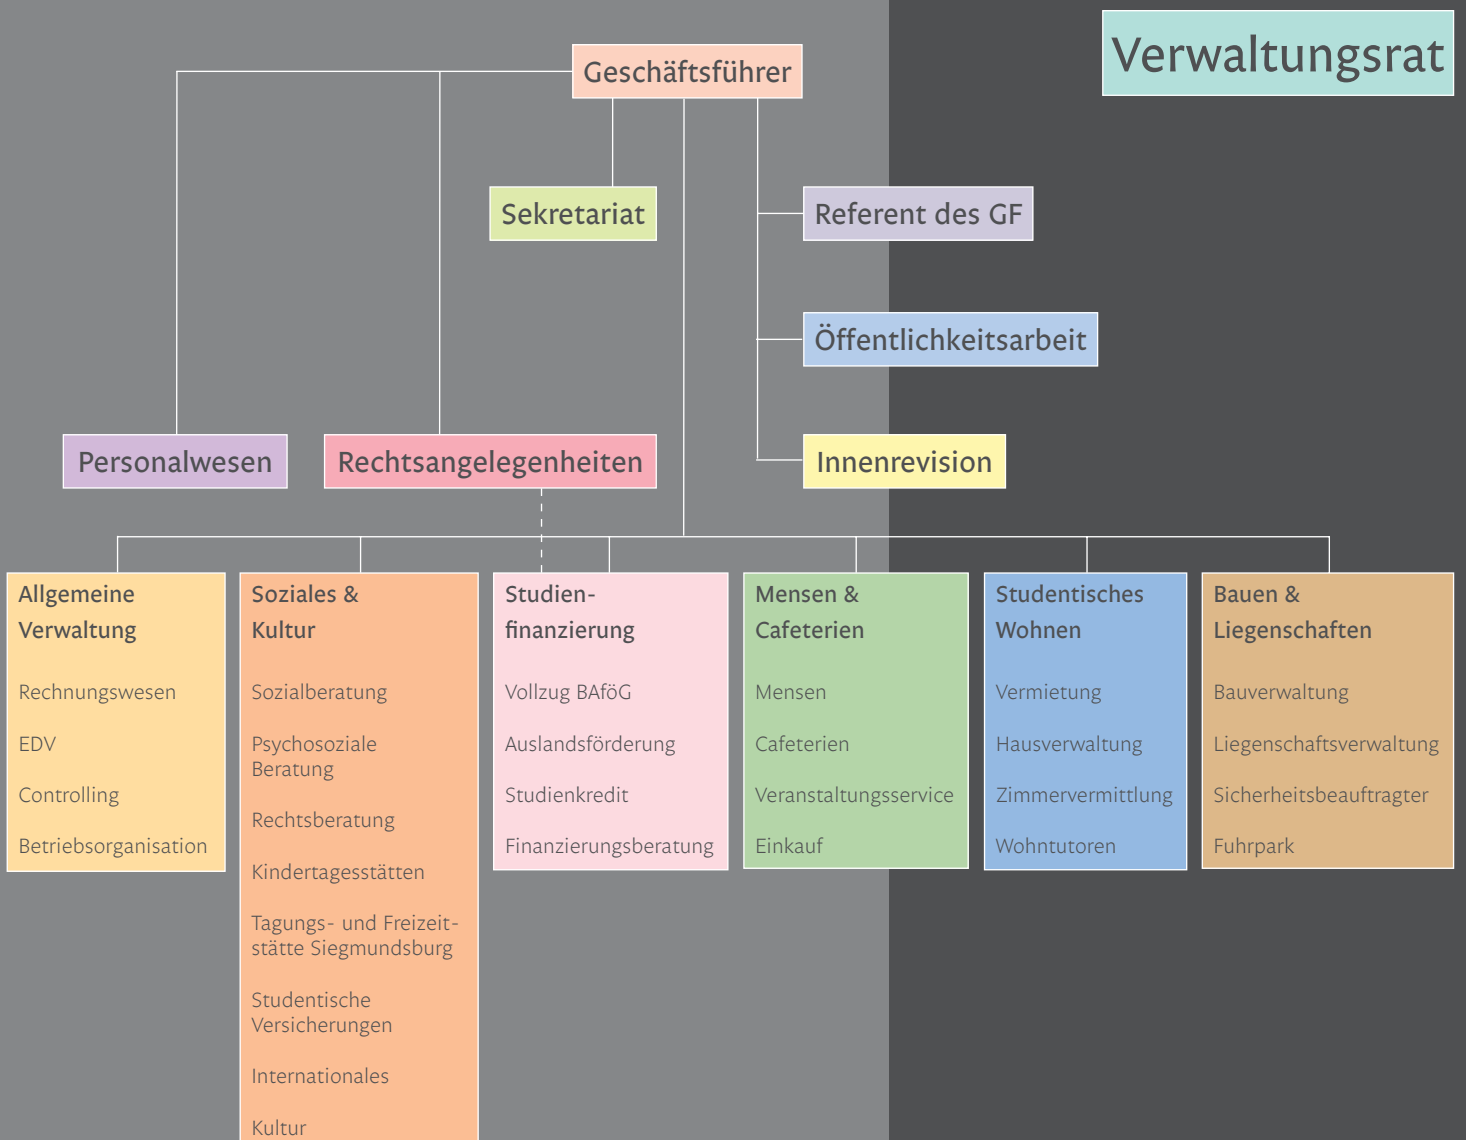 Verwaltungsrat
Geschäftsführer
Sekretariat
Referent des GF
Öffentlichkeitsarbeit
Personalwesen
Rechtsangelegenheiten
Innenrevision
Allgemeine
Verwaltung
Rechnungswesen
EDV
Controlling
Betriebsorganisation
Soziales &
Kultur
Sozialberatung
Psychosoziale
Beratung
Rechtsberatung
Kindertagesstätten
Tagungs- und Freizeit-
stätte Siegmundsburg
Studentische
Versicherungen
Internationales
Kultur
Studien-
finanzierung
Vollzug BAföG
Auslandsförderung
Studienkredit
Finanzierungsberatung
Mensen &
Cafeterien
Mensen
Cafeterien
Veranstaltungsservice
Einkauf
Studentisches
Wohnen
Vermietung
Hausverwaltung
Zimmervermittlung
Wohntutoren
Bauen &
Liegenschaften
Bauverwaltung
Liegenschaftsverwaltung
Sicherheitsbeauftragter
Fuhrpark